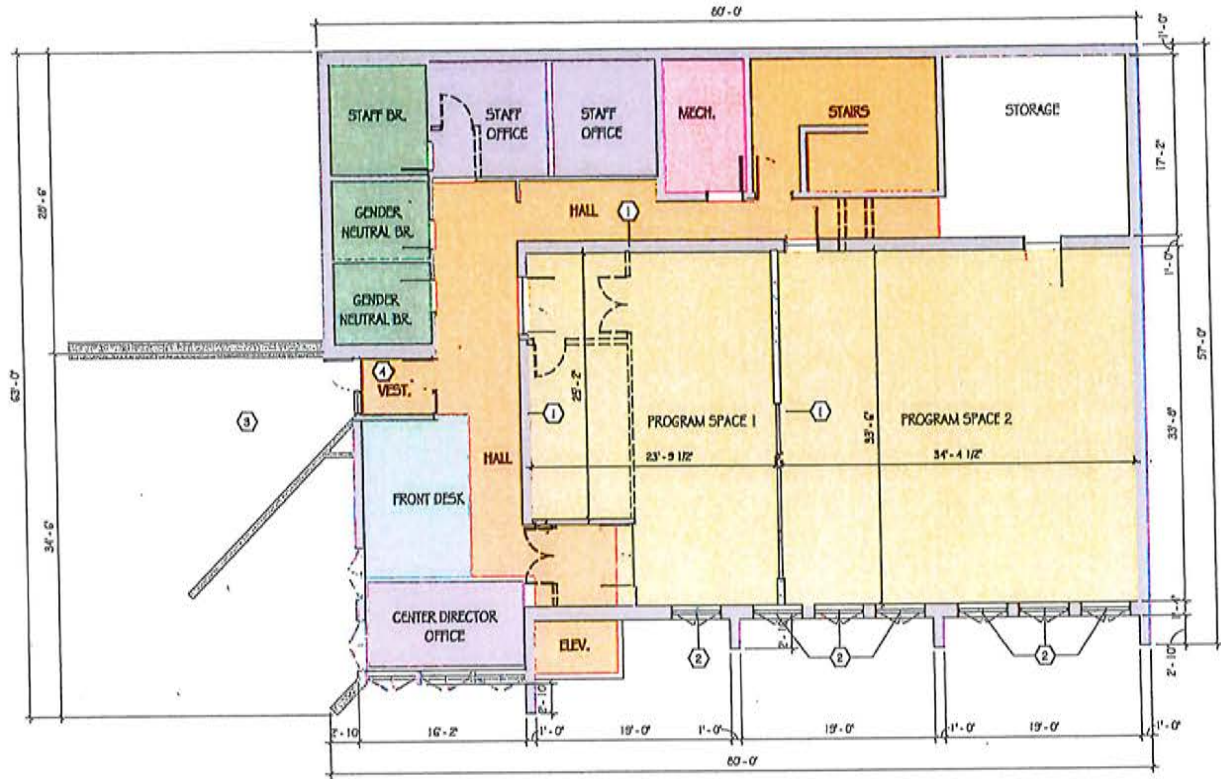 80'-0"
1'-0"
STAFF BR.
STAFF
OFFICE
STAFF
OFFICE
MECH.
STAIRS
STORAGE
17'-2"
28'-6"
GENDER
NEUTRAL BR.
HALL
1
1'-0"
GENDER
NEUTRAL BR.
63'-0"
57'-0"
4
VEST.
25'-2"
3
1
PROGRAM SPACE 1
1
33'-6"
PROGRAM SPACE 2
33'-8"
HALL
23'-9 1/2"
34'-4 1/2"
FRONT DESK
34'-6"
CENTER DIRECTOR
OFFICE
ELEV.
2
2
2
2'-10"
2'-10"
16'-2"
1'-0"
19'-0"
1'-0"
19'-0"
1'-0"
19'-0"
1'-0"
80'-0"